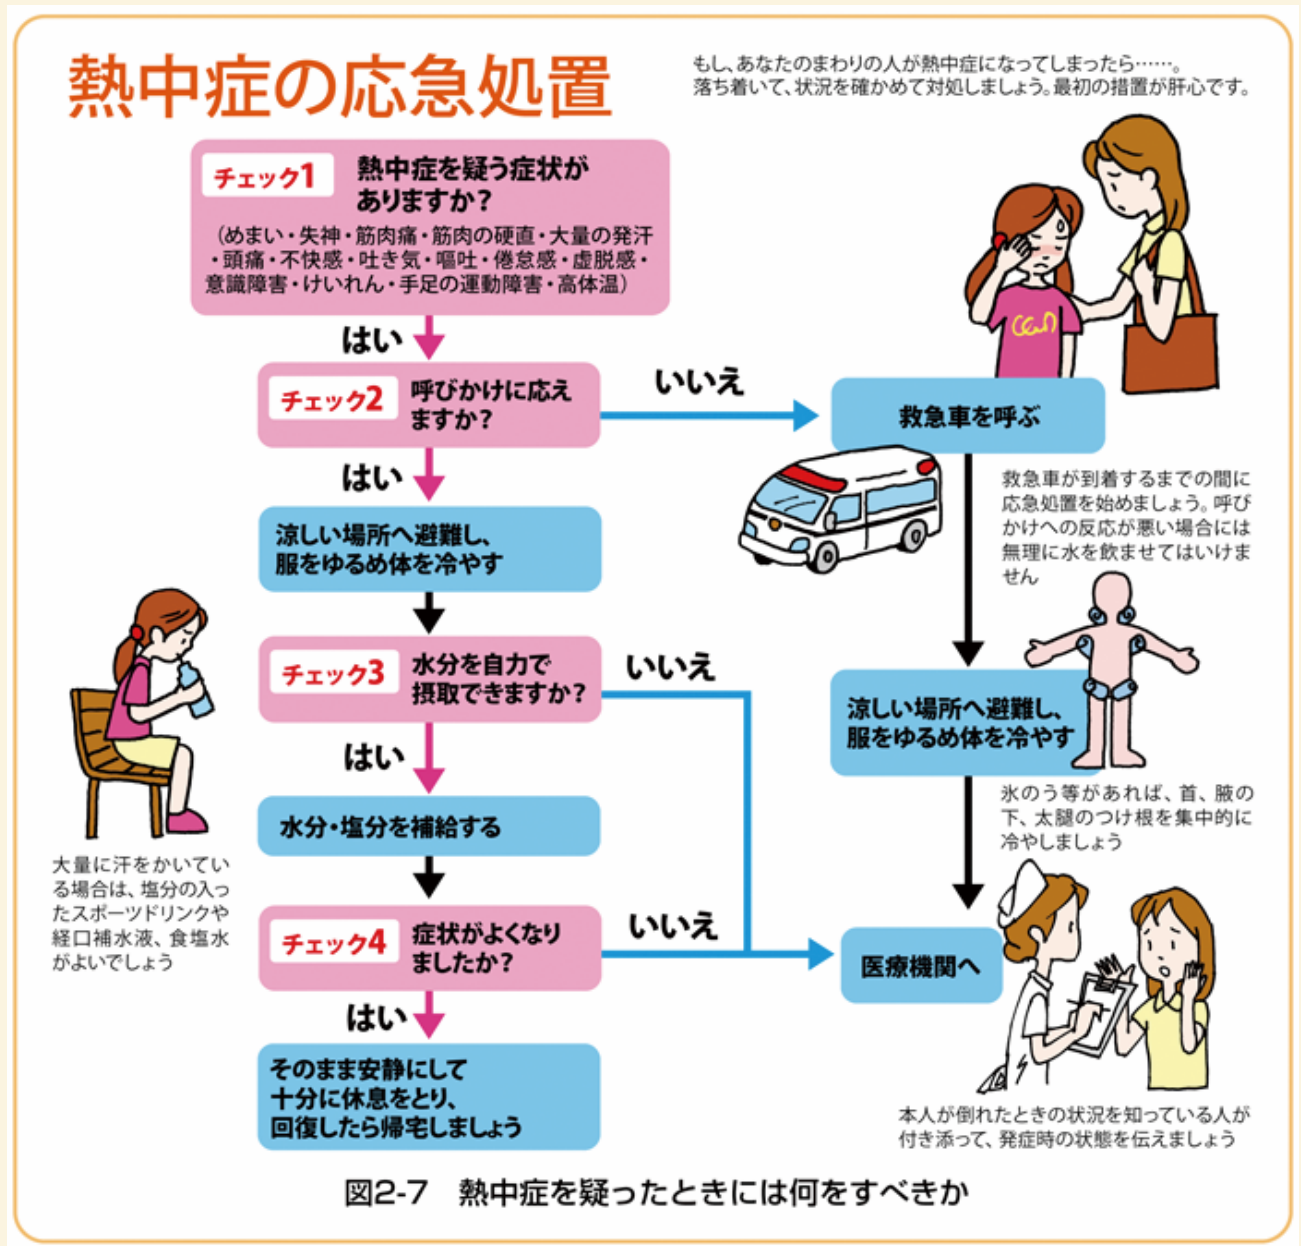 熱中症の応急処置
もし、あなたのまわりの人が熱中症になってしまったら……。
落ち着いて、状況を確かめて対処しましょう。最初の措置が肝心です。
チェック1
熱中症を疑う症状が
ありますか？
（めまい・失神・筋肉痛・筋肉の硬直・大量の発汗
・頭痛・不快感・吐き気・嘔吐・倦怠感・虚脱感・
意識障害・けいれん・手足の運動障害・高体温）
はい
チェック2
呼びかけに応え
ますか？
いいえ
救急車を呼ぶ
はい
救急車が到着するまでの間に
応急処置を始めましょう。呼び
かけへの反応が悪い場合には
無理に水を飲ませてはいけま
せん
涼しい場所へ避難し、
服をゆるめ体を冷やす
チェック3
水分を自力で
摂取できますか？
いいえ
涼しい場所へ避難し、
服をゆるめ体を冷やす
はい
氷のう等があれば、首、腋の
下、太腿のつけ根を集中的に
冷やしましょう
水分・塩分を補給する
大量に汗をかいてい
る場合は、塩分の入っ
たスポーツドリンクや
経口補水液、食塩水
がよいでしょう
チェック4
症状がよくなり
ましたか？
いいえ
医療機関へ
はい
そのまま安静にして
十分に休息をとり、
回復したら帰宅しましょう
本人が倒れたときの状況を知っている人が
付き添って、発症時の状態を伝えましょう
図2-7　熱中症を疑ったときには何をすべきか